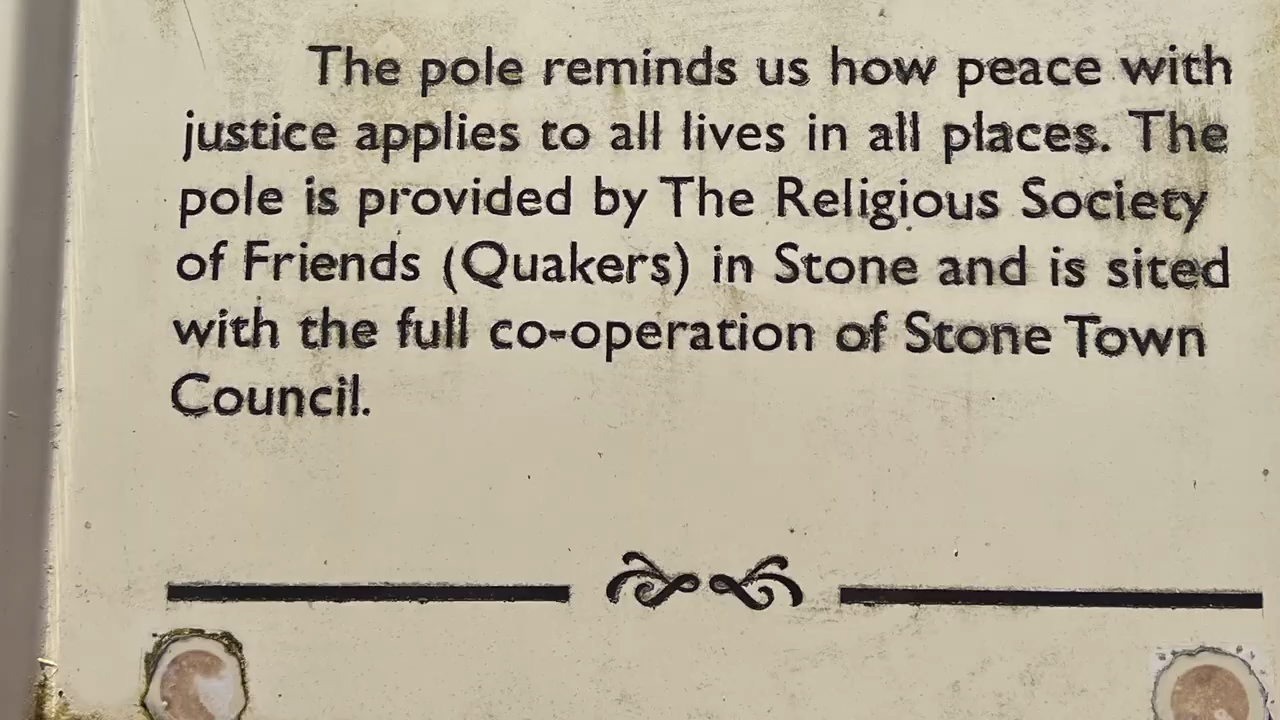 The pole reminds us how peace with
justice applies to all lives in all places. The
pole is provided by The Religious Society
of Friends (Quakers) in Stone and is sited
with the full co-operation of Stone Town
Council.